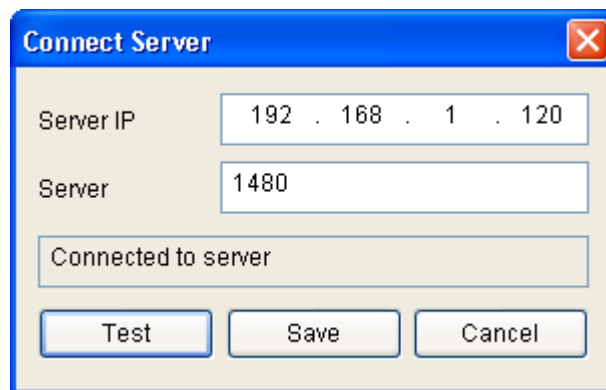 Connect Server
Server IP 192 . 168 . 1 . 120
Server 1480
Connected to server
Test Save Cancel